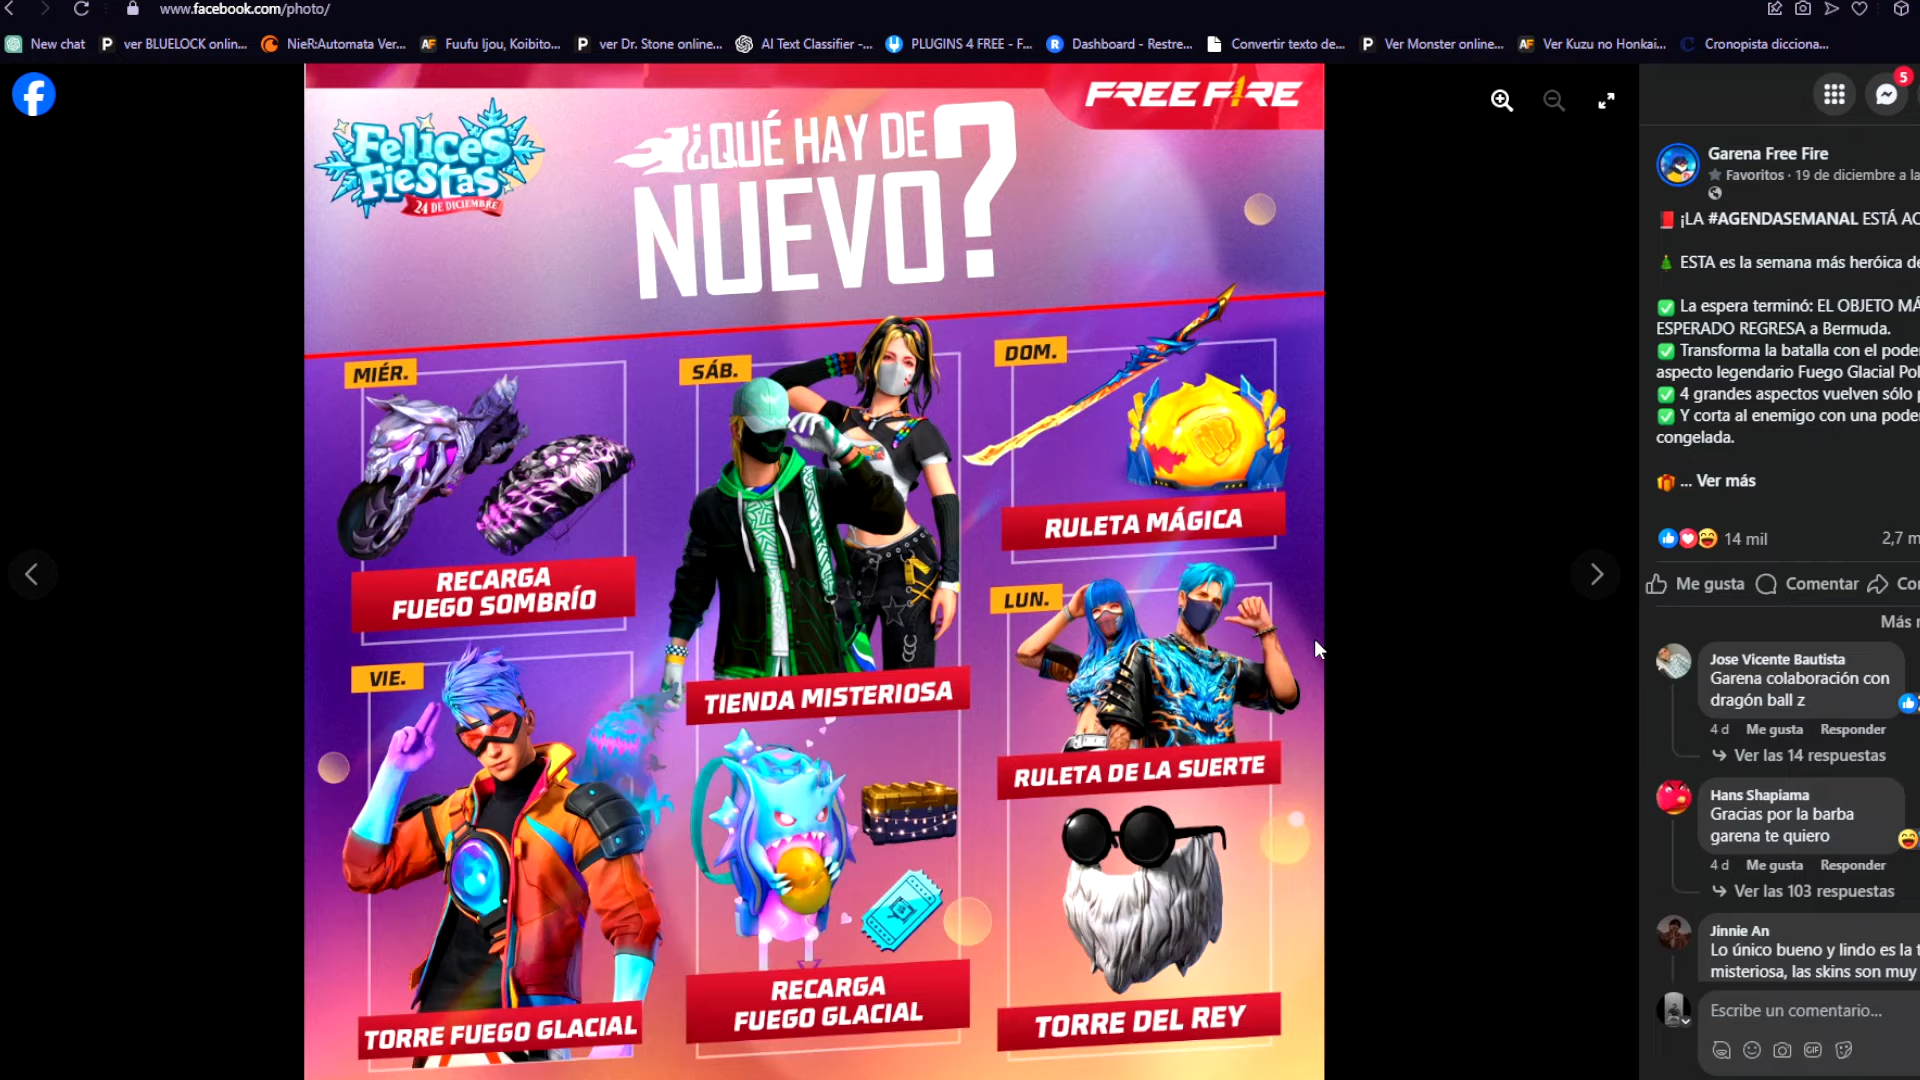 www.facebook.com/photo/
New chat
ver BLUELOCK onlin...
NieR:Automata Ver...
Fuufu Ijou, Koibito...
ver Dr. Stone online...
AI Text Classifier -...
PLUGINS 4 FREE - F...
Dashboard - Restre...
Convertir texto de...
Ver Monster online...
Ver Kuzu no Honkai...
Cronopista dicciona...
FREE FIRE
Felices
Fiestas
24 DE DICIEMBRE
¿QUÉ HAY DE
NUEVO?
MIÉR.
RECARGA
FUEGO SOMBRÍO
SÁB.
TIENDA MISTERIOSA
DOM.
RULETA MÁGICA
LUN.
RULETA DE LA SUERTE
VIE.
TORRE FUEGO GLACIAL
RECARGA
FUEGO GLACIAL
TORRE DEL REY
5
Garena Free Fire
Favoritos · 19 de diciembre a la
¡LA #AGENDASEMANAL ESTÁ AC
🎄 ESTA es la semana más heróica de
✅ La espera terminó: EL OBJETO MÁ
ESPERADO REGRESA a Bermuda.
✅ Transforma la batalla con el pode
aspecto legendario Fuego Glacial Pol
✅ 4 grandes aspectos vuelven sólo p
✅ Y corta al enemigo con una pode
congelada.
🎁 ... Ver más
14 mil
2,7 m
Me gusta
Comentar
Co
Más r
Jose Vicente Bautista
Garena colaboración con
dragón ball z
4 d Me gusta Responder
Ver las 14 respuestas
Hans Shapiama
Gracias por la barba
garena te quiero
4 d Me gusta Responder
Ver las 103 respuestas
Jinnie An
Lo único bueno y lindo es la t
misteriosa, las skins son muy
Escribe un comentario...
GIF